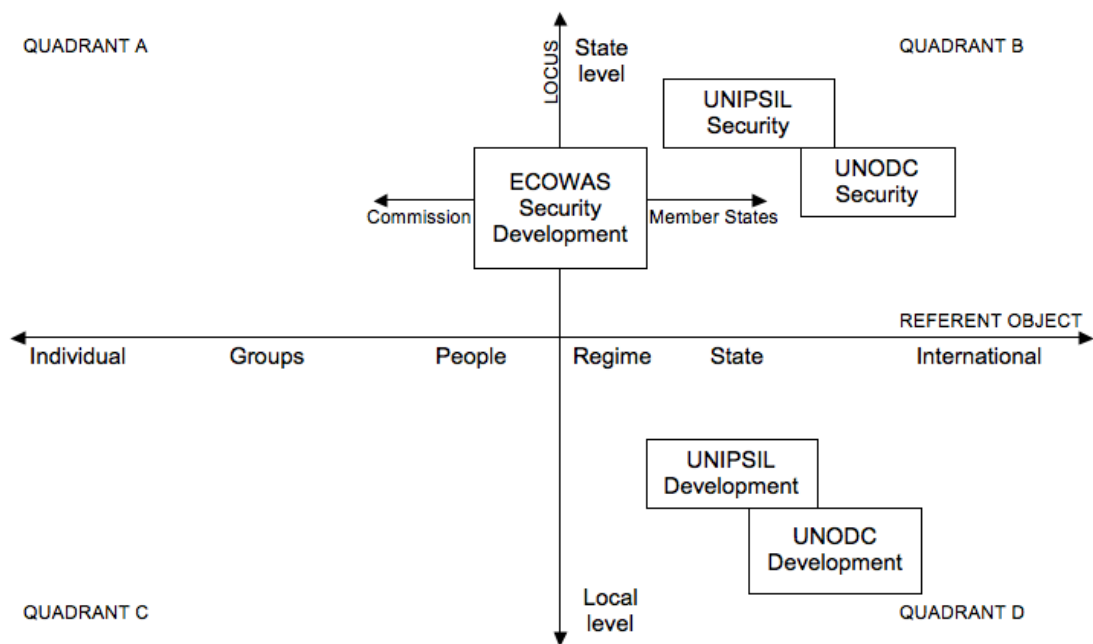 QUADRANT A
LOCUS
State
level
QUADRANT B
UNIPSIL
Security
UNODC
Security
ECOWAS
Security
Development
Commission
Member States
REFERENT OBJECT
Individual
Groups
People
Regime
State
International
UNIPSIL
Development
UNODC
Development
QUADRANT C
Local
level
QUADRANT D